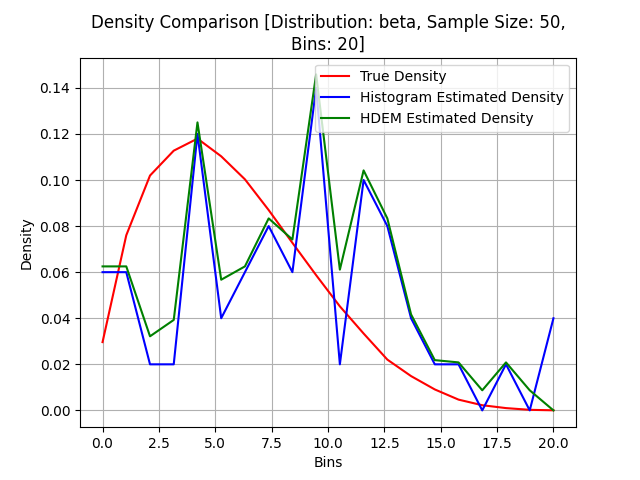 Density Comparison [Distribution: beta, Sample Size: 50,
Bins: 20]
True Density
Histogram Estimated Density
HDEM Estimated Density
0.14
0.12
0.10
0.08
0.06
0.04
0.02
0.00
Density
0.0 2.5 5.0 7.5 10.0 12.5 15.0 17.5 20.0
Bins